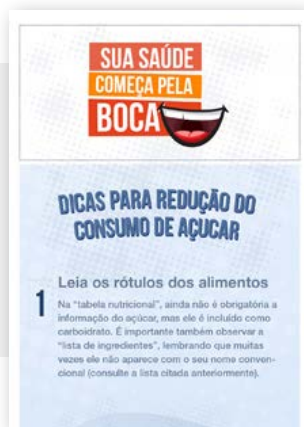 SUA SAÚDE
COMEÇA PELA
BOCA
DICAS PARA REDUÇÃO DO
CONSUMO DE AÇUCAR
1
Leia os rótulos dos alimentos
Na "tabela nutricional", ainda não é obrigatória a
informação do açúcar, mas ele é incluído como
carboidrato. É importante também observar a
"lista de ingredientes", lembrando que muitas
vezes ele não aparece com o seu nome conven-
cional (consulte a lista citada anteriormente).